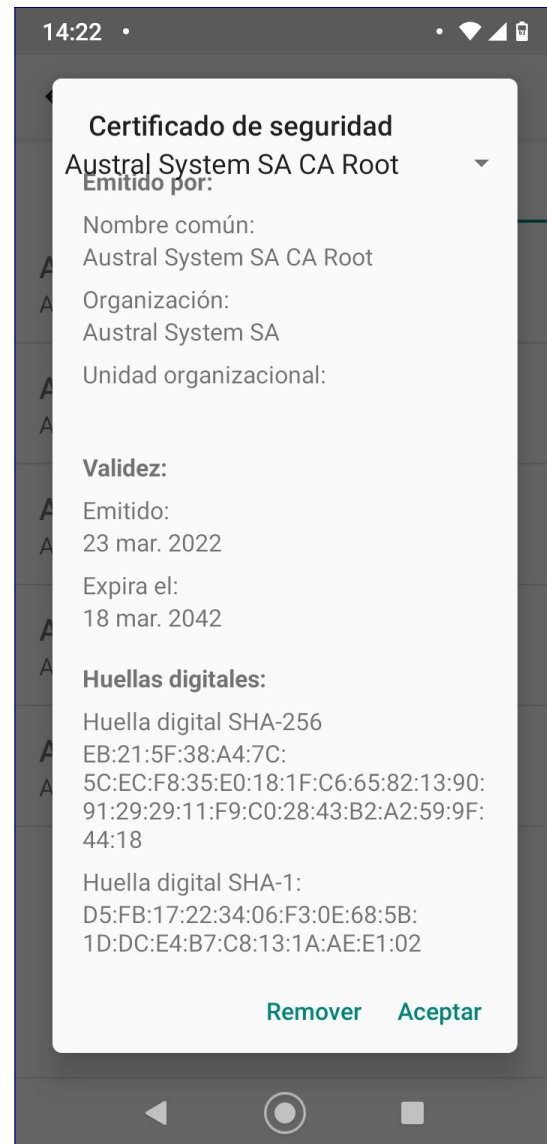 14:22
Certificado de seguridad
Austral System SA CA Root
Emitido por:
Nombre común:
Austral System SA CA Root
Organización:
Austral System SA
Unidad organizacional:
Validez:
Emitido:
23 mar. 2022
Expira el:
18 mar. 2042
Huellas digitales:
Huella digital SHA-256
EB:21:5F:38:A4:7C:
5C:EC:F8:35:E0:18:1F:C6:65:82:13:90:
91:29:29:11:F9:C0:28:43:B2:A2:59:9F:
44:18
Huella digital SHA-1:
D5:FB:17:22:34:06:F3:0E:68:5B:
1D:DC:E4:B7:C8:13:1A:AE:E1:02
Remover Aceptar